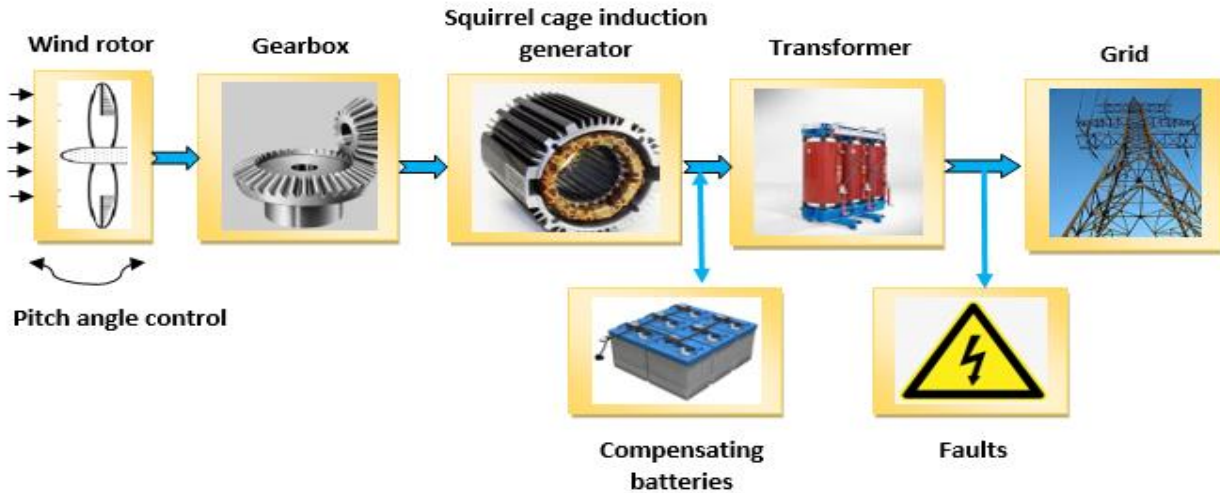 Wind rotor
Gearbox
Squirrel cage induction
generator
Transformer
Grid
Pitch angle control
Compensating
batteries
Faults